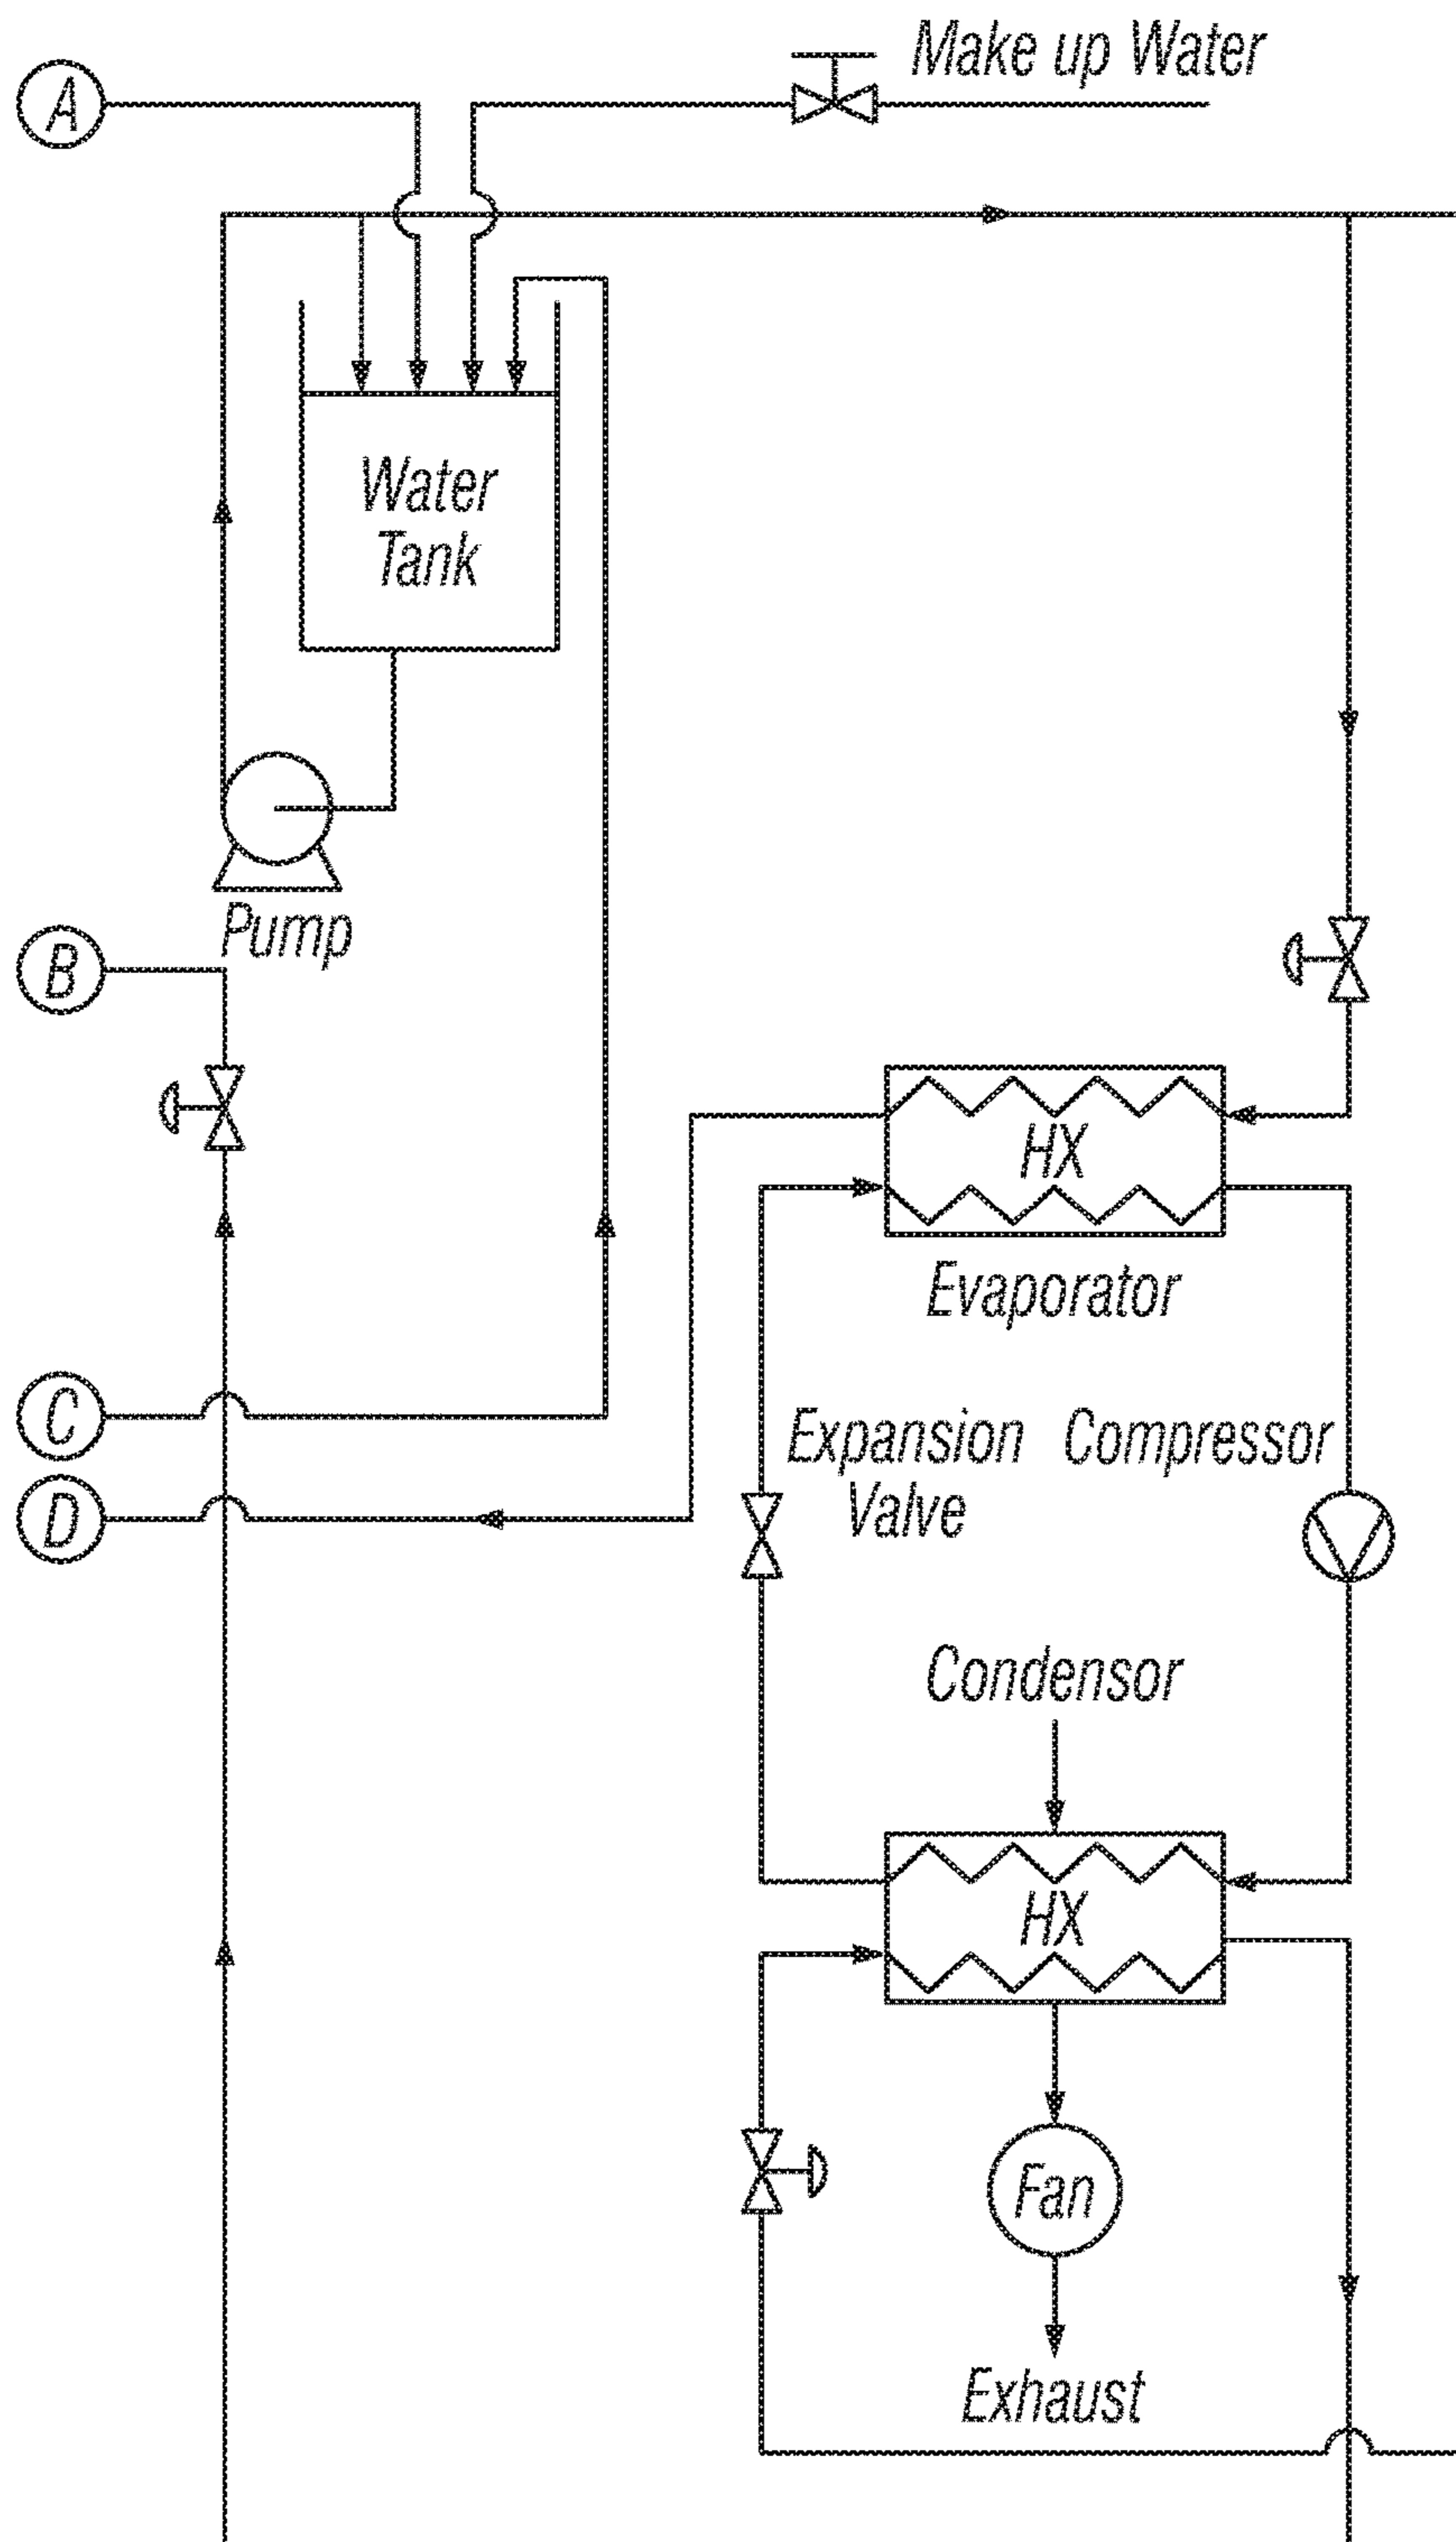 Make up Water
A
Water
Tank
Pump
B
HX
Evaporator
C
Expansion Compressor
Valve
D
Condensor
HX
Fan
Exhaust